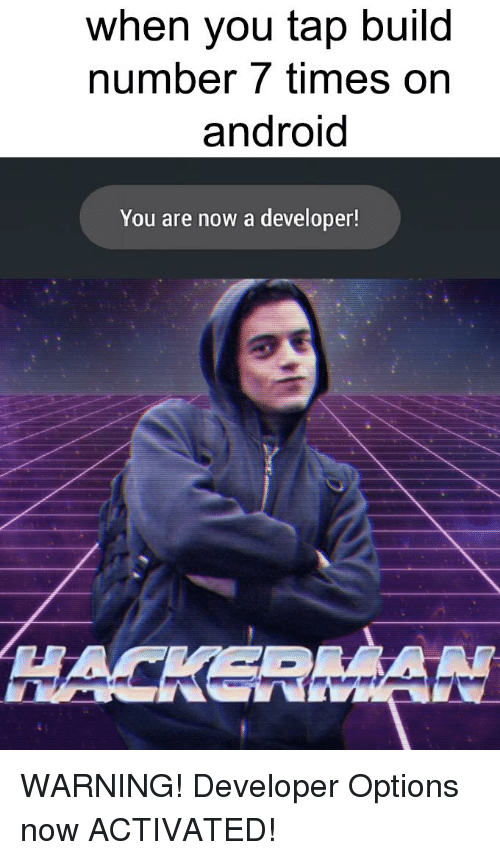 when you tap build
number 7 times on
android
You are now a developer!
HACKERMAN
WARNING! Developer Options
now ACTIVATED!